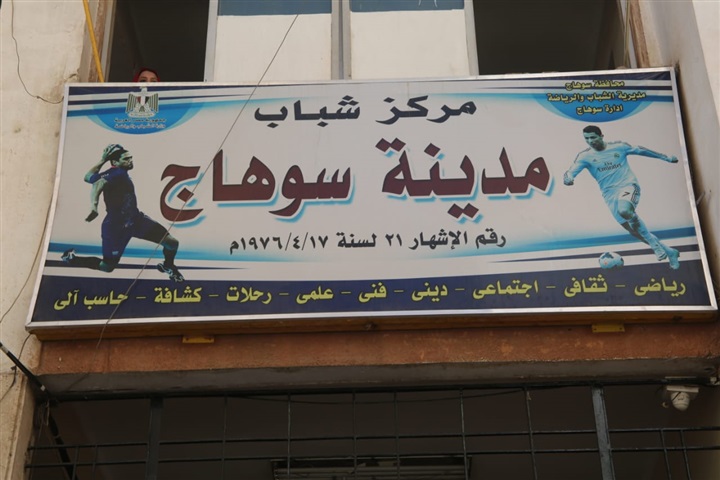 محافظة سوهاج
مديرية الشباب والرياضة
ادارة سوهاج
مركز شباب
مدينة سوهاج
رقم الإشهار ٢١ لسنة ١٩٧٦/٤/١٧م
رياضى - ثقافى - اجتماعى - دينى - فنى - علمى - رحلات - كشافة - حاسب آلى